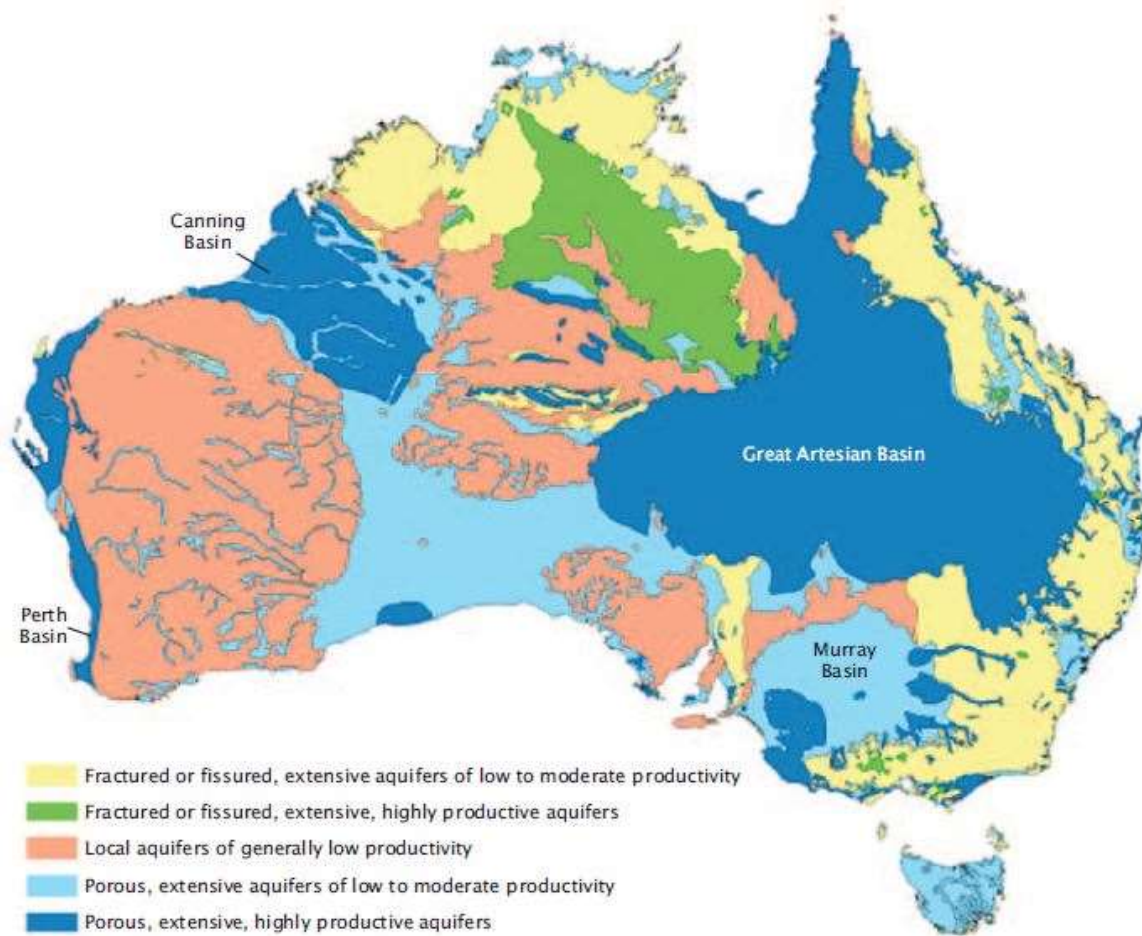 Canning
Basin
Great Artesian Basin
Perth
Basin
Murray
Basin
Fractured or fissured, extensive aquifers of low to moderate productivity
Fractured or fissured, extensive, highly productive aquifers
Local aquifers of generally low productivity
Porous, extensive aquifers of low to moderate productivity
Porous, extensive, highly productive aquifers